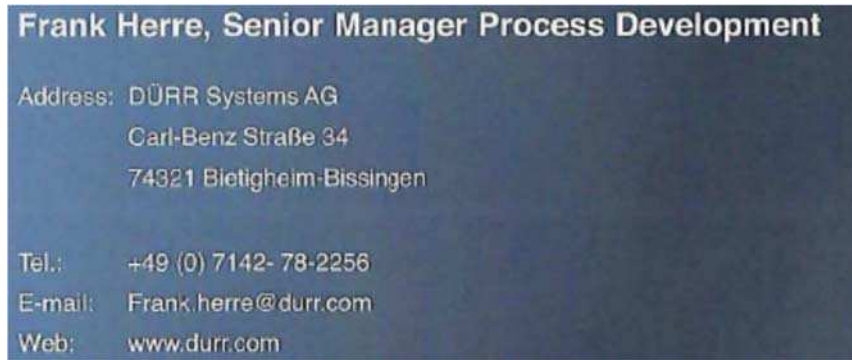 Frank Herre, Senior Manager Process Development
Address: DÜRR Systems AG
Carl-Benz Straße 34
74321 Bietigheim-Bissingen
Tel.: +49 (0) 7142- 78-2256
E-mail: Frank.herre@durr.com
Web: www.durr.com